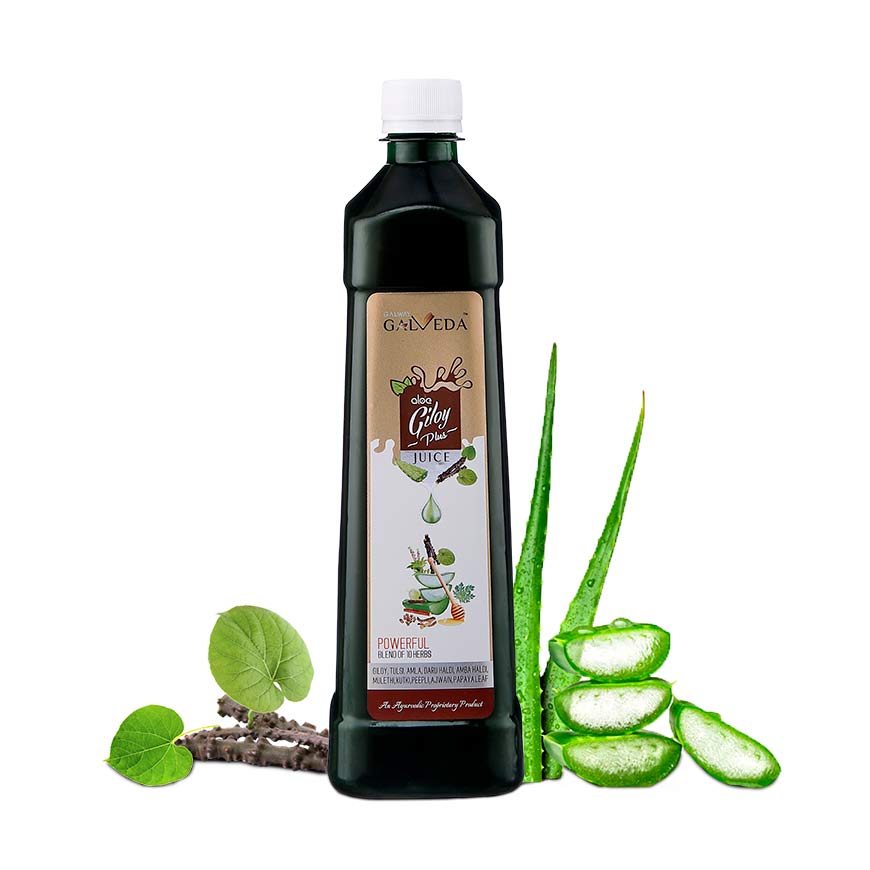 GALWAY
GALVEDA™
aloe
Giloy
Plus
JUICE
POWERFUL
BLEND OF 10 HERBS
GILOY, TULSI, AMLA, DARU HALDI, AMBA HALDI,
MULETHI,KUTKI,PEEPLI,AJWAIN,PAPAYA LEAF
An Ayurvedic Proprietary Product